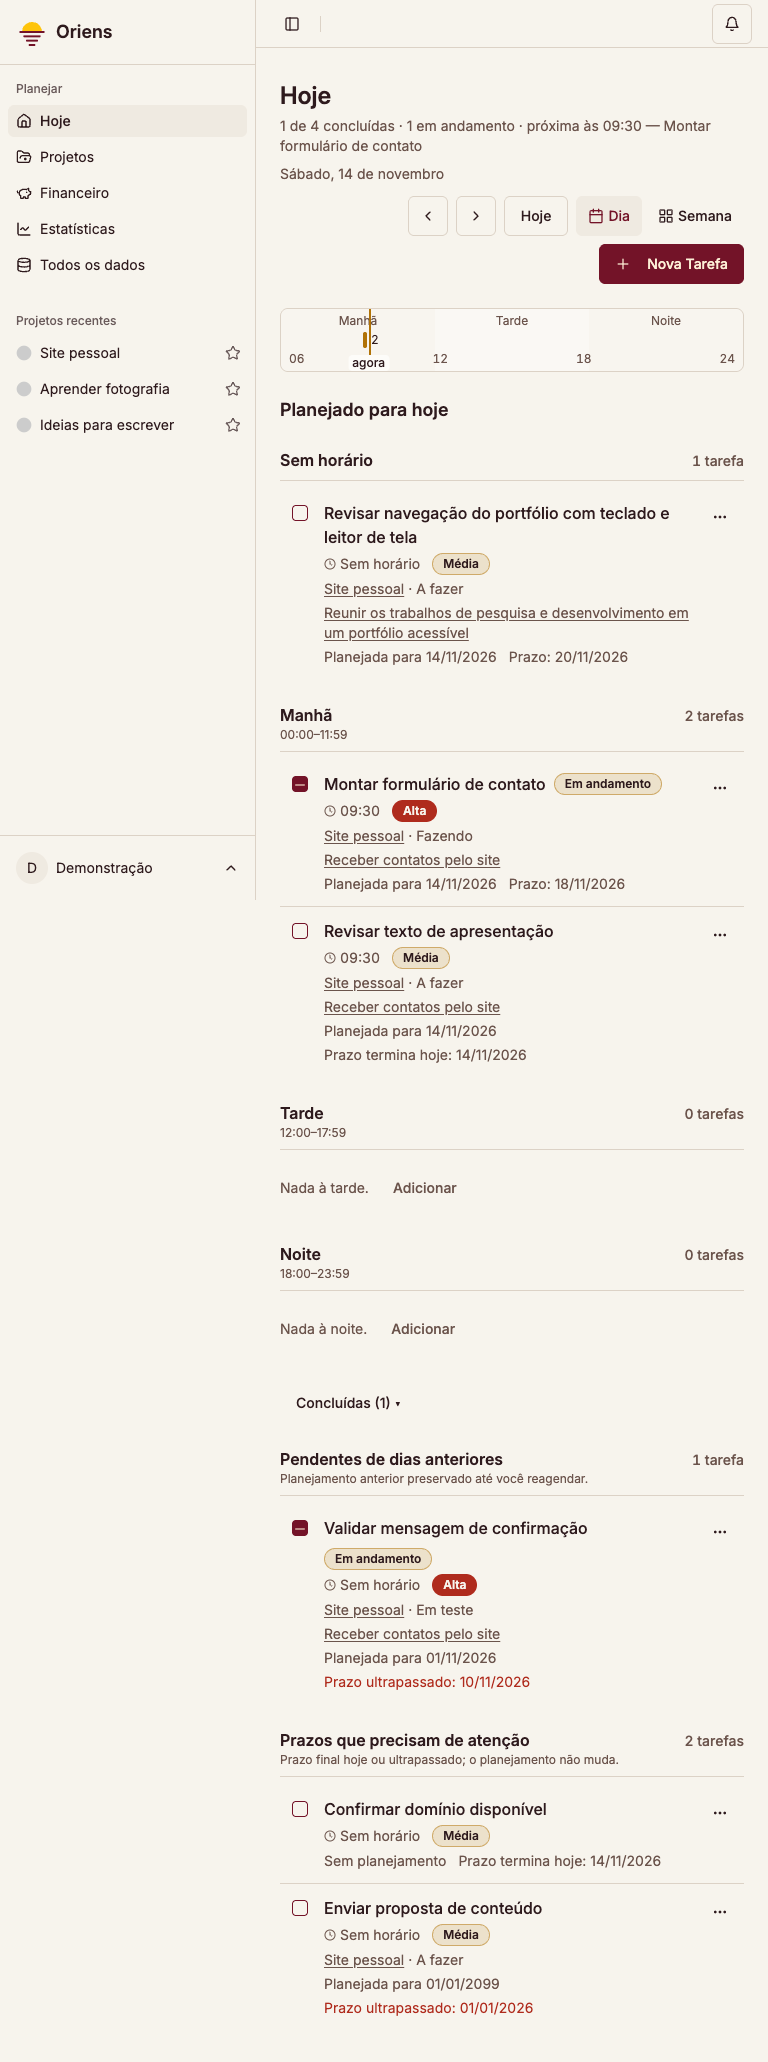 Oriens
Planejar
Hoje
Projetos
Financeiro
Estatísticas
Todos os dados
Projetos recentes
Site pessoal
Aprender fotografia
Ideias para escrever
D
Demonstração
Hoje
1 de 4 concluídas · 1 em andamento · próxima às 09:30 — Montar
formulário de contato
Sábado, 14 de novembro
Hoje
Dia
Semana
Nova Tarefa
Manhã
Tarde
Noite
2
06
agora
12
18
24
Planejado para hoje
Sem horário
1 tarefa
Revisar navegação do portfólio com teclado e
leitor de tela
Sem horário
Média
Site pessoal · A fazer
Reunir os trabalhos de pesquisa e desenvolvimento em
um portfólio acessível
Planejada para 14/11/2026 Prazo: 20/11/2026
Manhã
2 tarefas
00:00–11:59
Montar formulário de contato
Em andamento
09:30
Alta
Site pessoal · Fazendo
Receber contatos pelo site
Planejada para 14/11/2026 Prazo: 18/11/2026
Revisar texto de apresentação
09:30
Média
Site pessoal · A fazer
Receber contatos pelo site
Planejada para 14/11/2026
Prazo termina hoje: 14/11/2026
Tarde
0 tarefas
12:00–17:59
Nada à tarde.
Adicionar
Noite
0 tarefas
18:00–23:59
Nada à noite.
Adicionar
Concluídas (1) ▾
Pendentes de dias anteriores
1 tarefa
Planejamento anterior preservado até você reagendar.
Validar mensagem de confirmação
Em andamento
Sem horário
Alta
Site pessoal · Em teste
Receber contatos pelo site
Planejada para 01/11/2026
Prazo ultrapassado: 10/11/2026
Prazos que precisam de atenção
2 tarefas
Prazo final hoje ou ultrapassado; o planejamento não muda.
Confirmar domínio disponível
Sem horário
Média
Sem planejamento Prazo termina hoje: 14/11/2026
Enviar proposta de conteúdo
Sem horário
Média
Site pessoal · A fazer
Planejada para 01/01/2099
Prazo ultrapassado: 01/01/2026